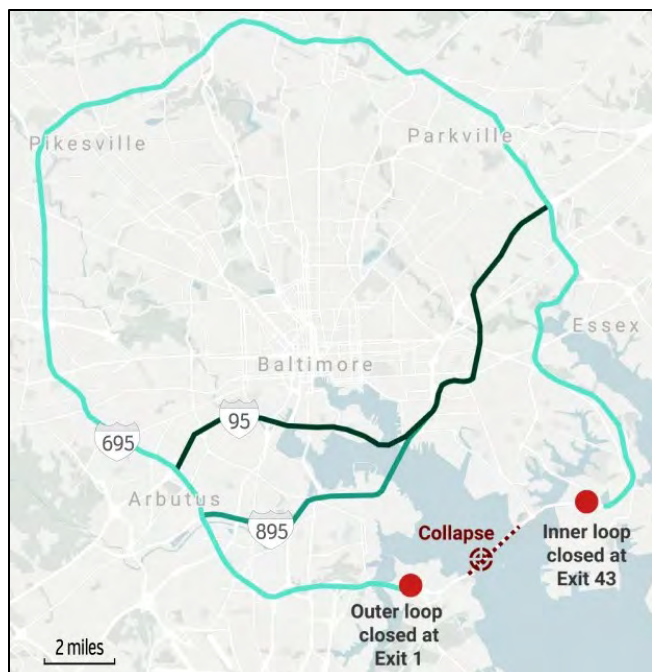 Pikesville
Parkville
Essex
Baltimore
95
695
Arbutus
895
Collapse
Inner loop
closed at
Exit 43
Outer loop
closed at
Exit 1
2 miles